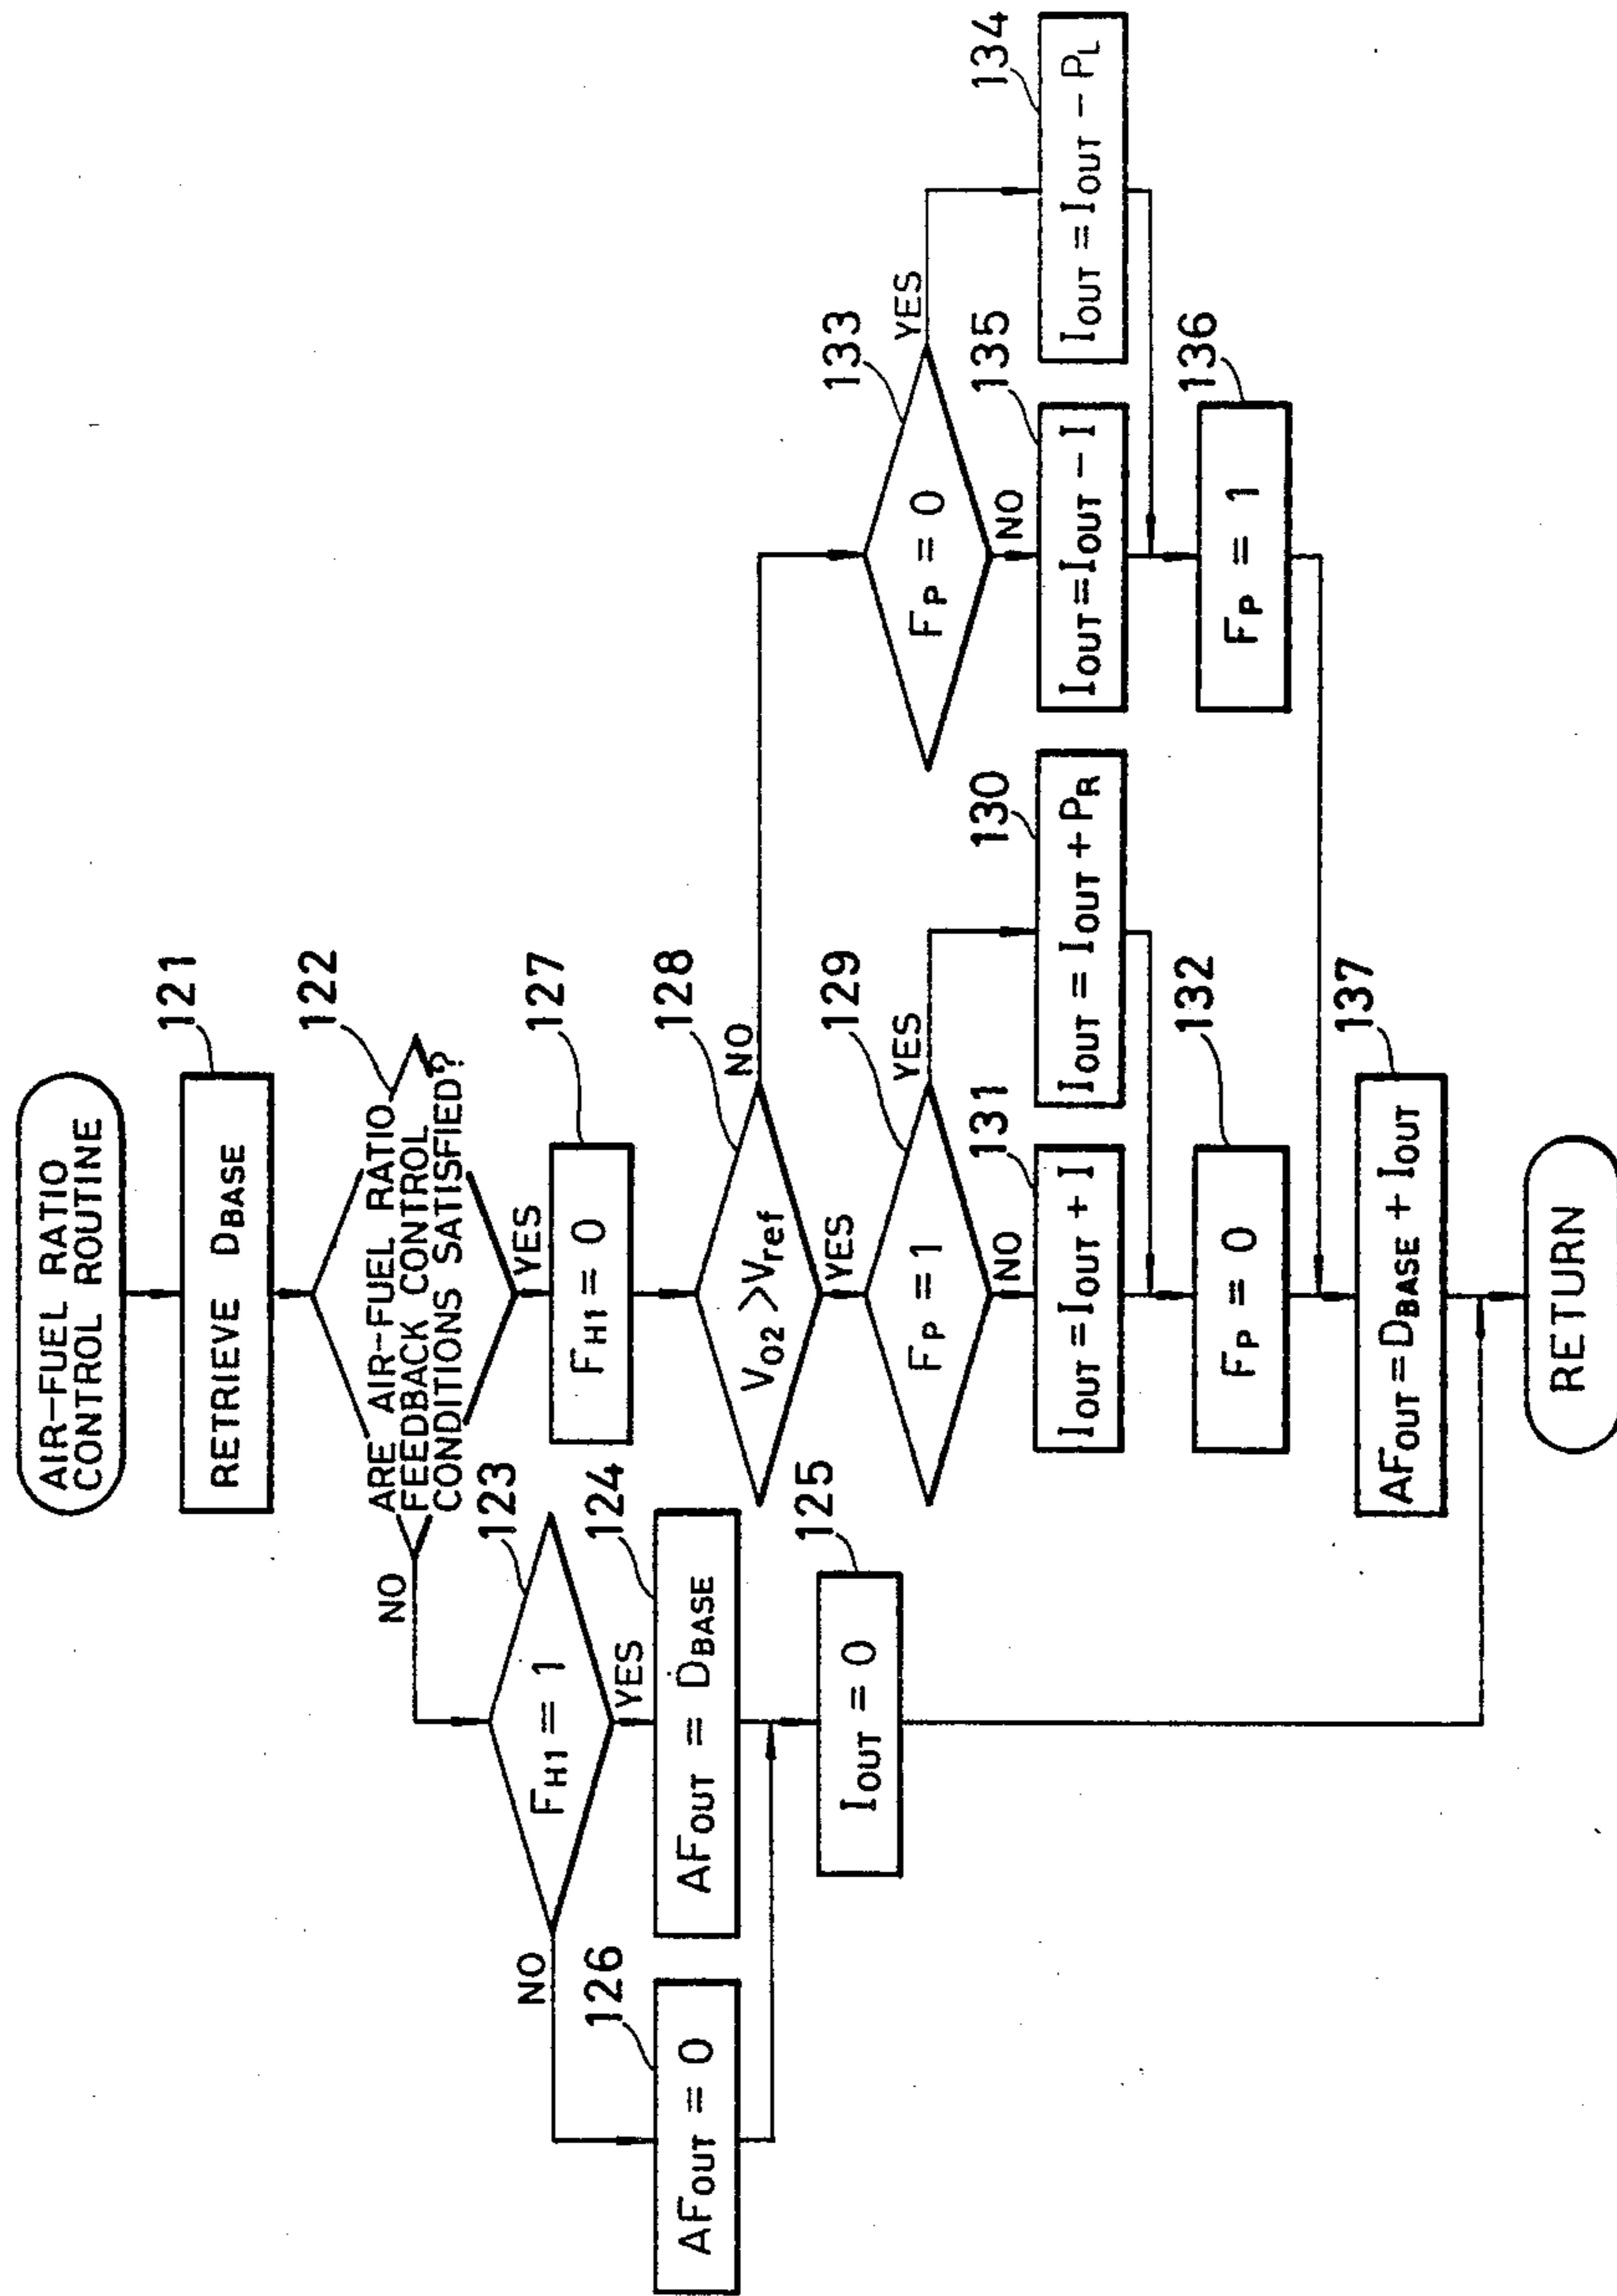 AIR-FUEL RATIO
CONTROL ROUTINE
121
RETRIEVE DBASE
122
ARE AIR-FUEL RATIO
FEEDBACK CONTROL
CONDITIONS SATISFIED?
NO
YES
123
FH1 = 1
NO
YES
126
AFOUT = 0
124
AFOUT = DBASE
125
IOUT = 0
127
FH1 = 0
128
VO2 > Vref
NO
YES
129
FP = 1
YES
NO
131
IOUT = IOUT + I
130
IOUT = IOUT + PR
132
FP = 0
133
FP = 0
YES
NO
135
IOUT = IOUT − I
134
IOUT = IOUT − PL
136
FP = 1
137
AFOUT = DBASE + IOUT
RETURN